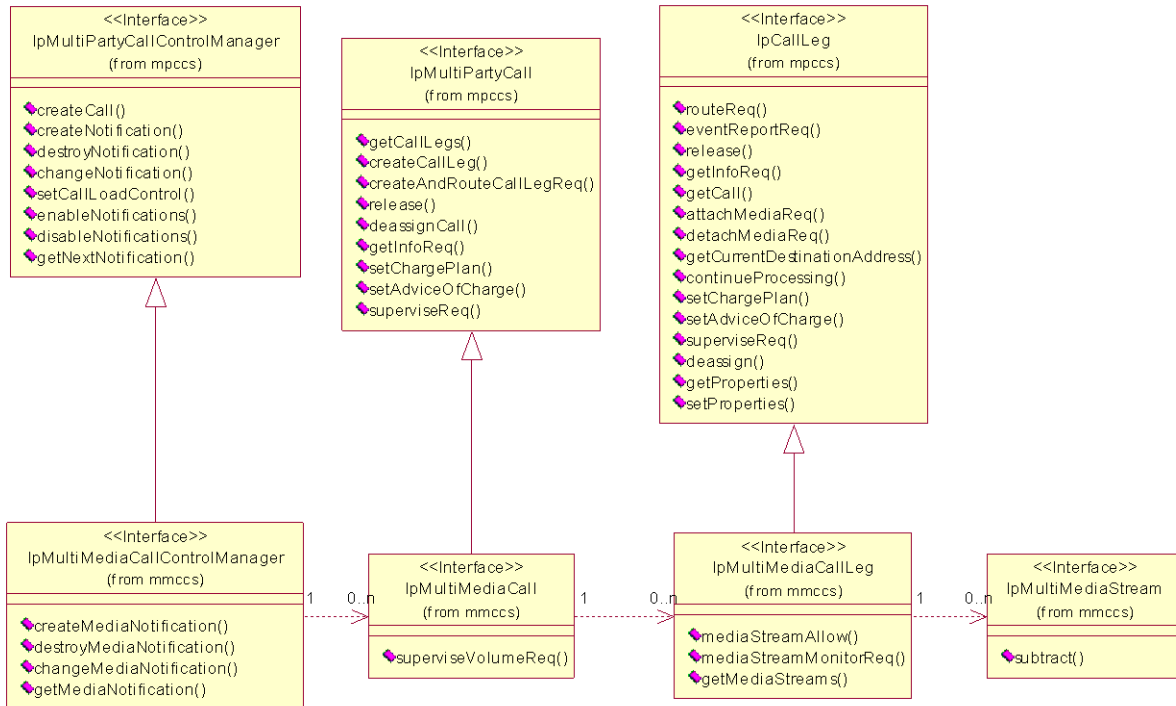 <<Interface>>
IpMultiPartyCallControlManager
(from mpccs)
createCall()
createNotification()
destroyNotification()
changeNotification()
setCallLoadControl()
enableNotifications()
disableNotifications()
getNextNotification()
<<Interface>>
IpMultiPartyCall
(from mpccs)
getCallLegs()
createCallLeg()
createAndRouteCallLegReq()
release()
deassignCall()
getInfoReq()
setChargePlan()
setAdviceOfCharge()
superviseReq()
<<Interface>>
IpCallLeg
(from mpccs)
routeReq()
eventReportReq()
release()
getInfoReq()
getCall()
attachMediaReq()
detachMediaReq()
getCurrentDestinationAddress()
continueProcessing()
setChargePlan()
setAdviceOfCharge()
superviseReq()
deassign()
getProperties()
setProperties()
<<Interface>>
IpMultiMediaCallControlManager
(from mmccs)
createMediaNotification()
destroyMediaNotification()
changeMediaNotification()
getMediaNotification()
1
0..n
<<Interface>>
IpMultiMediaCall
(from mmccs)
superviseVolumeReq()
1
0..n
<<Interface>>
IpMultiMediaCallLeg
(from mmccs)
mediaStreamAllow()
mediaStreamMonitorReq()
getMediaStreams()
1
0..n
<<Interface>>
IpMultiMediaStream
(from mmccs)
subtract()